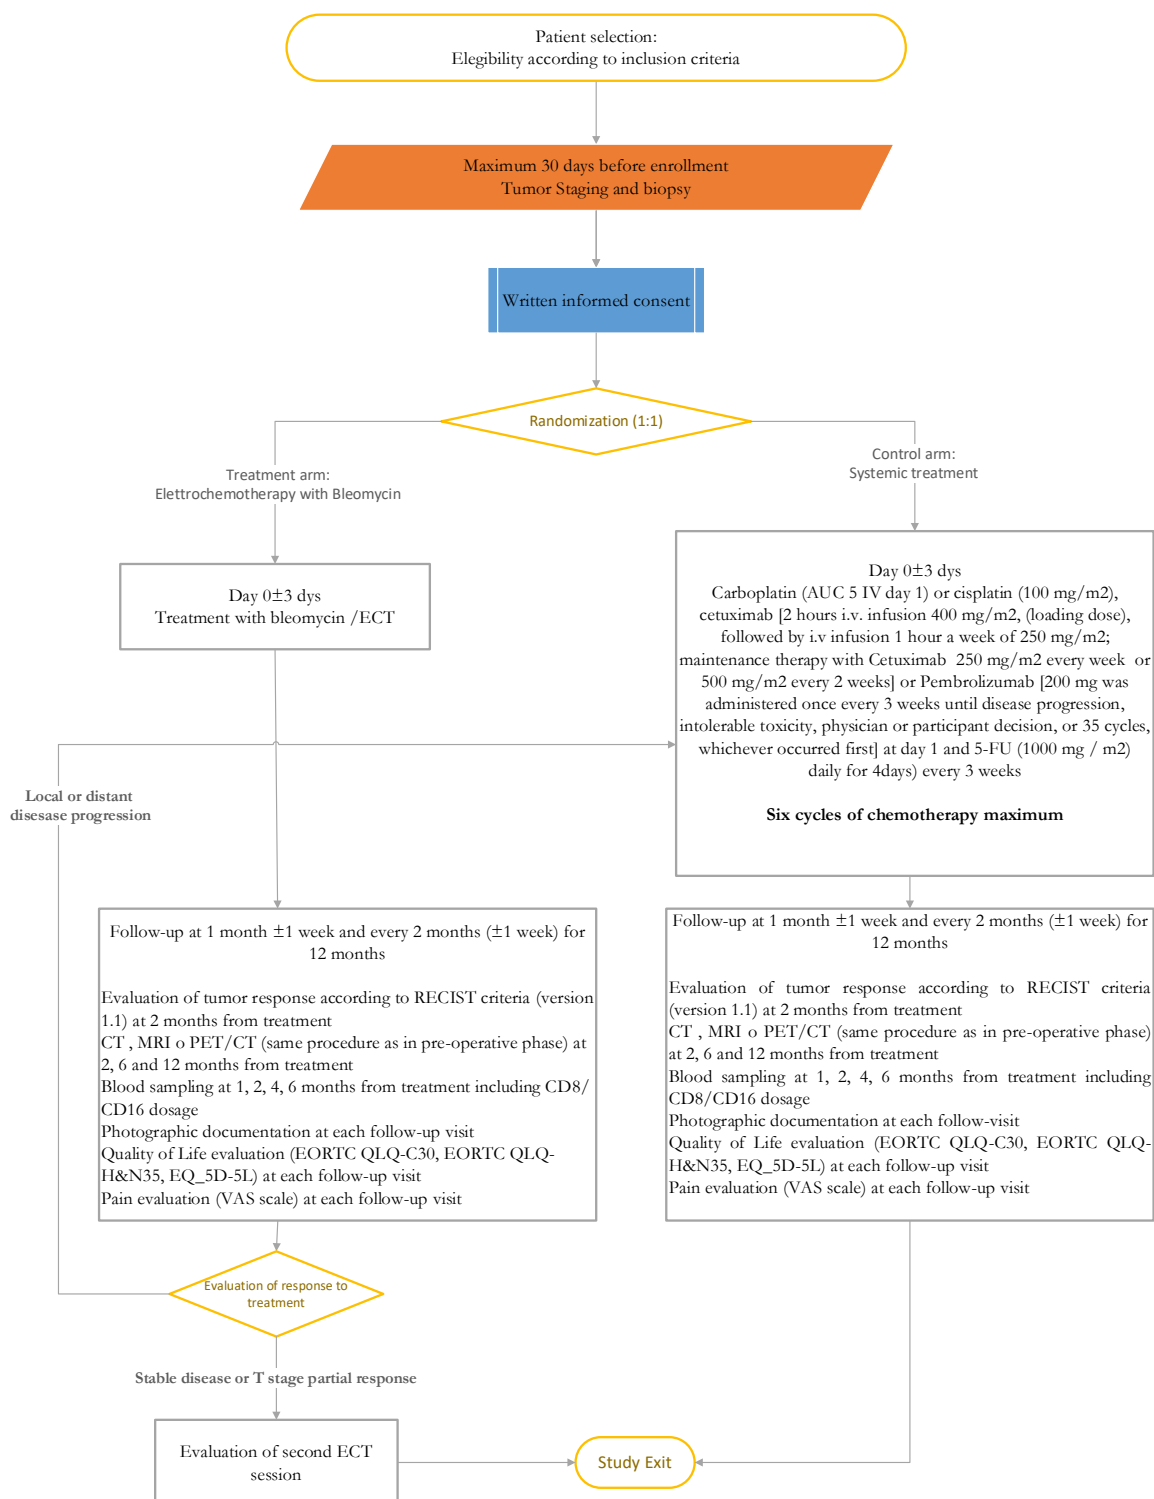 Patient selection:
Elegibility according to inclusion criteria
Maximum 30 days before enrollment
Tumor Staging and biopsy
Written informed consent
Randomization (1:1)
Treatment arm:
Elettrochemotherapy with Bleomycin
Control arm:
Systemic treatment
Day 0±3 dys
Treatment with bleomycin /ECT
Day 0±3 dys
Carboplatin (AUC 5 IV day 1) or cisplatin (100 mg/m2),
cetuximab [2 hours i.v. infusion 400 mg/m2, (loading dose),
followed by i.v infusion 1 hour a week of 250 mg/m2;
maintenance therapy with Cetuximab 250 mg/m2 every week or
500 mg/m2 every 2 weeks] or Pembrolizumab [200 mg was
administered once every 3 weeks until disease progression,
intolerable toxicity, physician or participant decision, or 35 cycles,
whichever occurred first] at day 1 and 5-FU (1000 mg / m2)
daily for 4days) every 3 weeks
Six cycles of chemotherapy maximum
Local or distant
disesase progression
Follow-up at 1 month ±1 week and every 2 months (±1 week) for
12 months
Evaluation of tumor response according to RECIST criteria (version
1.1) at 2 months from treatment
CT , MRI o PET/CT (same procedure as in pre-operative phase) at
2, 6 and 12 months from treatment
Blood sampling at 1, 2, 4, 6 months from treatment including CD8/
CD16 dosage
Photographic documentation at each follow-up visit
Quality of Life evaluation (EORTC QLQ-C30, EORTC QLQ-
H&N35, EQ_5D-5L) at each follow-up visit
Pain evaluation (VAS scale) at each follow-up visit
Follow-up at 1 month ±1 week and every 2 months (±1 week) for
12 months
Evaluation of tumor response according to RECIST criteria
(version 1.1) at 2 months from treatment
CT , MRI o PET/CT (same procedure as in pre-operative phase)
at 2, 6 and 12 months from treatment
Blood sampling at 1, 2, 4, 6 months from treatment including
CD8/CD16 dosage
Photographic documentation at each follow-visit
Quality of Life evaluation (EORTC QLQ-C30, EORTC QLQ-
H&N35, EQ_5D-5L) at each follow-up visit
Pain evaluation (VAS scale) at each follow-up visit
Evaluation of response to
treatment
Stable disease or T stage partial response
Evaluation of second ECT
session
Study Exit